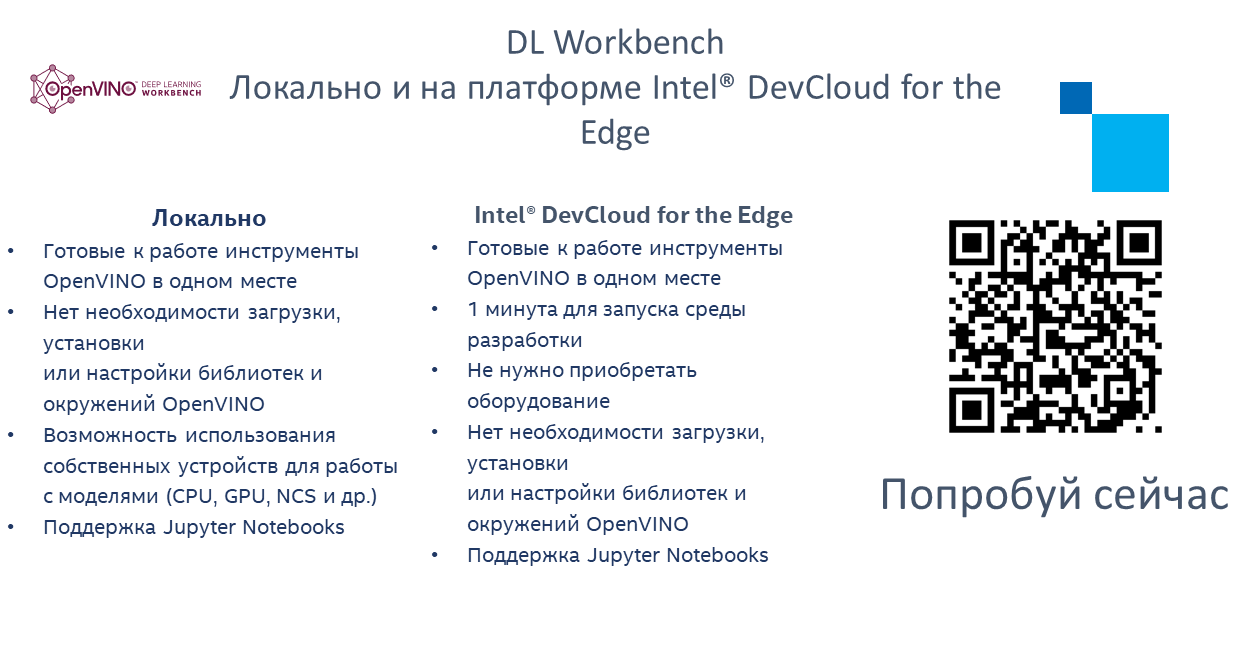 DL Workbench
Локально и на платформе Intel® DevCloud for the
Edge
OpenVINO™ DEEP LEARNING
WORKBENCH
Локально
• Готовые к работе инструменты
OpenVINO в одном месте
• Нет необходимости загрузки,
установки
или настройки библиотек и
окружений OpenVINO
• Возможность использования
собственных устройств для работы
с моделями (CPU, GPU, NCS и др.)
• Поддержка Jupyter Notebooks
Intel® DevCloud for the Edge
• Готовые к работе инструменты
OpenVINO в одном месте
• 1 минута для запуска среды
разработки
• Не нужно приобретать
оборудование
• Нет необходимости загрузки,
установки
или настройки библиотек и
окружений OpenVINO
• Поддержка Jupyter Notebooks
Попробуй сейчас